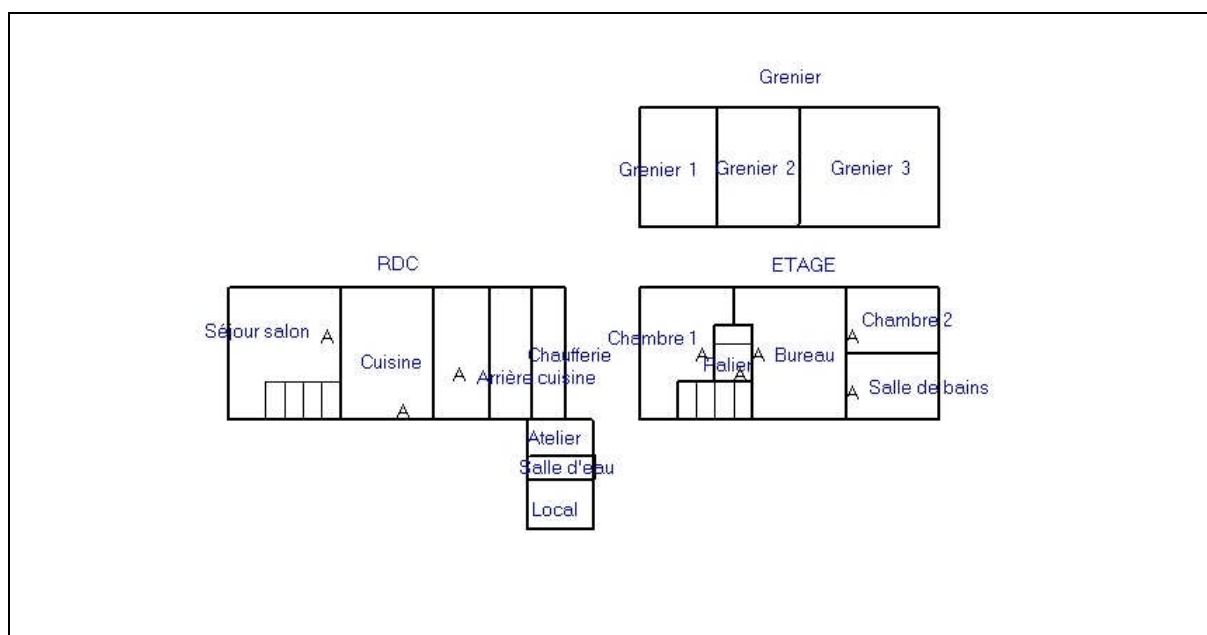 Grenier
Grenier 1
Grenier 2
Grenier 3
RDC
Séjour salon
A
Cuisine
A
A
Arrière cuisine
Chaufferie
Atelier
Salle d'eau
Local
ETAGE
Chambre 1
A
Palier
A
A
Bureau
A
Chambre 2
A
Salle de bains